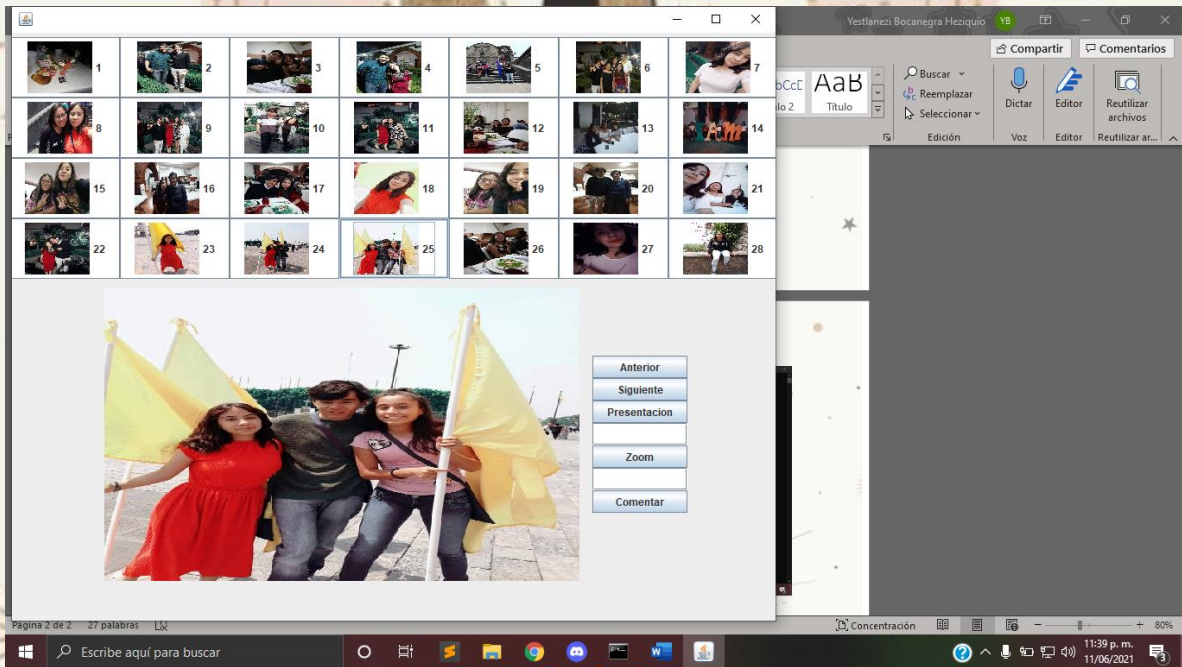 Yestlanezi Bocanegra Heziquio YB
Compartir Comentarios
1 2 3 4 5 6 7
8 9 10 11 12 13 14
15 16 17 18 19 20 21
22 23 24 25 26 27 28
AaB
lo 2 Título
Buscar
Reemplazar
Seleccionar
Edición
Dictar
Voz
Editor
Editor
Reutilizar
archivos
Reutilizar ar...
Anterior
Siguiente
Presentacion
Zoom
Comentar
Página 2 de 2 27 palabras
Concentración
80%
Escribe aquí para buscar
11:39 p. m.
11/06/2021
3